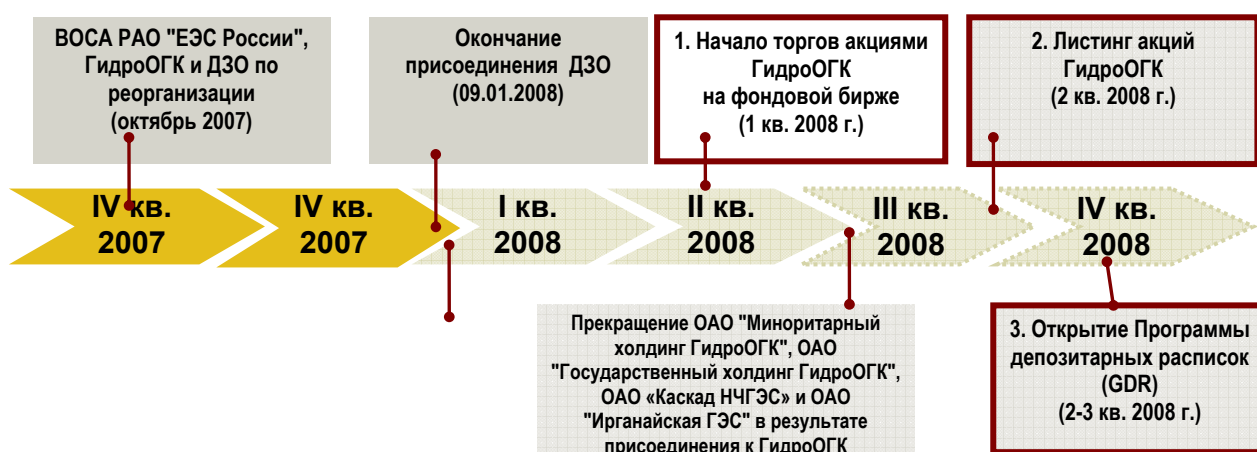 ВОСА РАО "ЕЭС России",
ГидроОГК и ДЗО по
реорганизации
(октябрь 2007)
Окончание
присоединения ДЗО
(09.01.2008)
1. Начало торгов акциями
ГидроОГК
на фондовой бирже
(1 кв. 2008 г.)
2. Листинг акций
ГидроОГК
(2 кв. 2008 г.)
IV кв.
2007
IV кв.
2007
I кв.
2008
II кв.
2008
III кв.
2008
IV кв.
2008
Прекращение ОАО "Миноритарный
холдинг ГидроОГК", ОАО
"Государственный холдинг ГидроОГК",
ОАО «Каскад НЧГЭС» и ОАО
"Ирганайская ГЭС" в результате
присоединения к ГидроОГК
3. Открытие Программы
депозитарных расписок
(GDR)
(2-3 кв. 2008 г.)